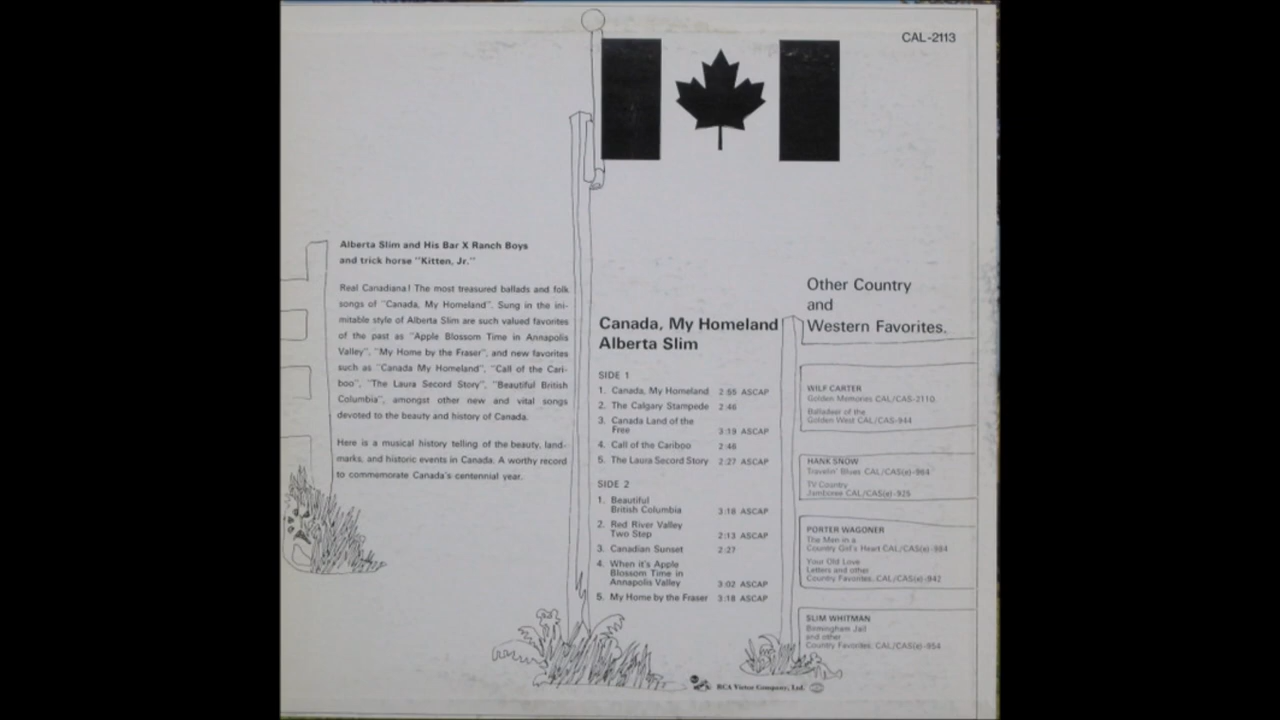 CAL-2113
Alberta Slim and His Bar X Ranch Boys
and trick horse "Kitten, Jr."
Real Canadiana! The most treasured ballads and folk
songs of "Canada, My Homeland". Sung in the ini-
mitable style of Alberta Slim are such valued favorites
of the past as "Apple Blossom Time in Annapolis
Valley", "My Home by the Fraser", and new favorites
such as "Canada My Homeland", "Call of the Cari-
boo", "The Laura Secord Story", "Beautiful British
Columbia", amongst other new and vital songs
devoted to the beauty and history of Canada.
Here is a musical history telling of the beauty, land-
marks, and historic events in Canada. A worthy record
to commemorate Canada's centennial year.
Canada, My Homeland
Alberta Slim
SIDE 1
1. Canada, My Homeland 2:55 ASCAP
2. The Calgary Stampede 2:46
3. Canada Land of the
Free 3:19 ASCAP
4. Call of the Cariboo 2:46
5. The Laura Secord Story 2:27 ASCAP
SIDE 2
1. Beautiful
British Columbia 3:18 ASCAP
2. Red River Valley
Two Step 2:13 ASCAP
3. Canadian Sunset 2:27
4. When it's Apple
Blossom Time in
Annapolis Valley 3:02 ASCAP
5. My Home by the Fraser 3:18 ASCAP
Other Country
and
Western Favorites.
WILF CARTER
Golden Memories CAL/CAS-2110
Balladeer of the
Golden West CAL/CAS-944
HANK SNOW
Travelin' Blues CAL/CAS(e)-964
TV Country
Jamboree CAL/CAS(e)-925
PORTER WAGONER
The Men in a
Country Girl's Heart CAL/CAS(e)-984
Your Old Love
Letters and other
Country Favorites, CAL/CAS(e)-942
SLIM WHITMAN
Birmingham Jail
and other
Country Favorites, CAL/CAS(e)-954
RCA Victor Company, Ltd.